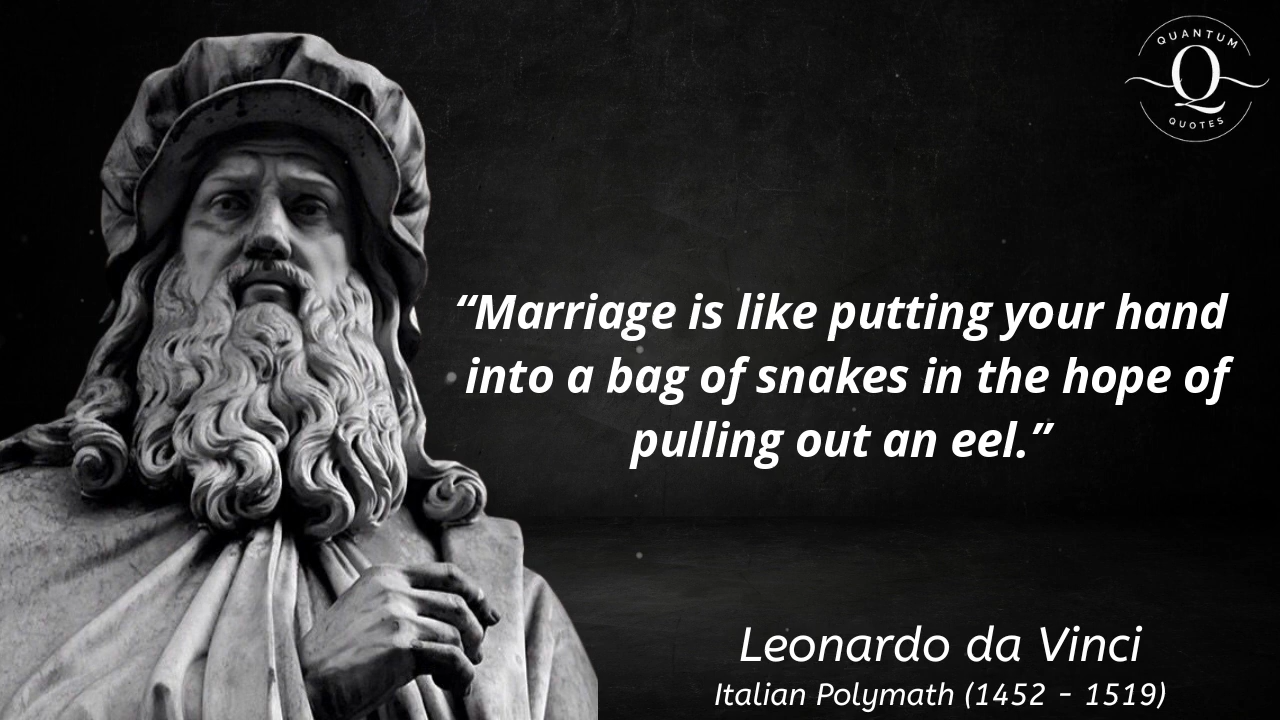 QUANTUM
Q
QUOTES
“Marriage is like putting your hand
into a bag of snakes in the hope of
pulling out an eel.”
Leonardo da Vinci
Italian Polymath (1452 - 1519)